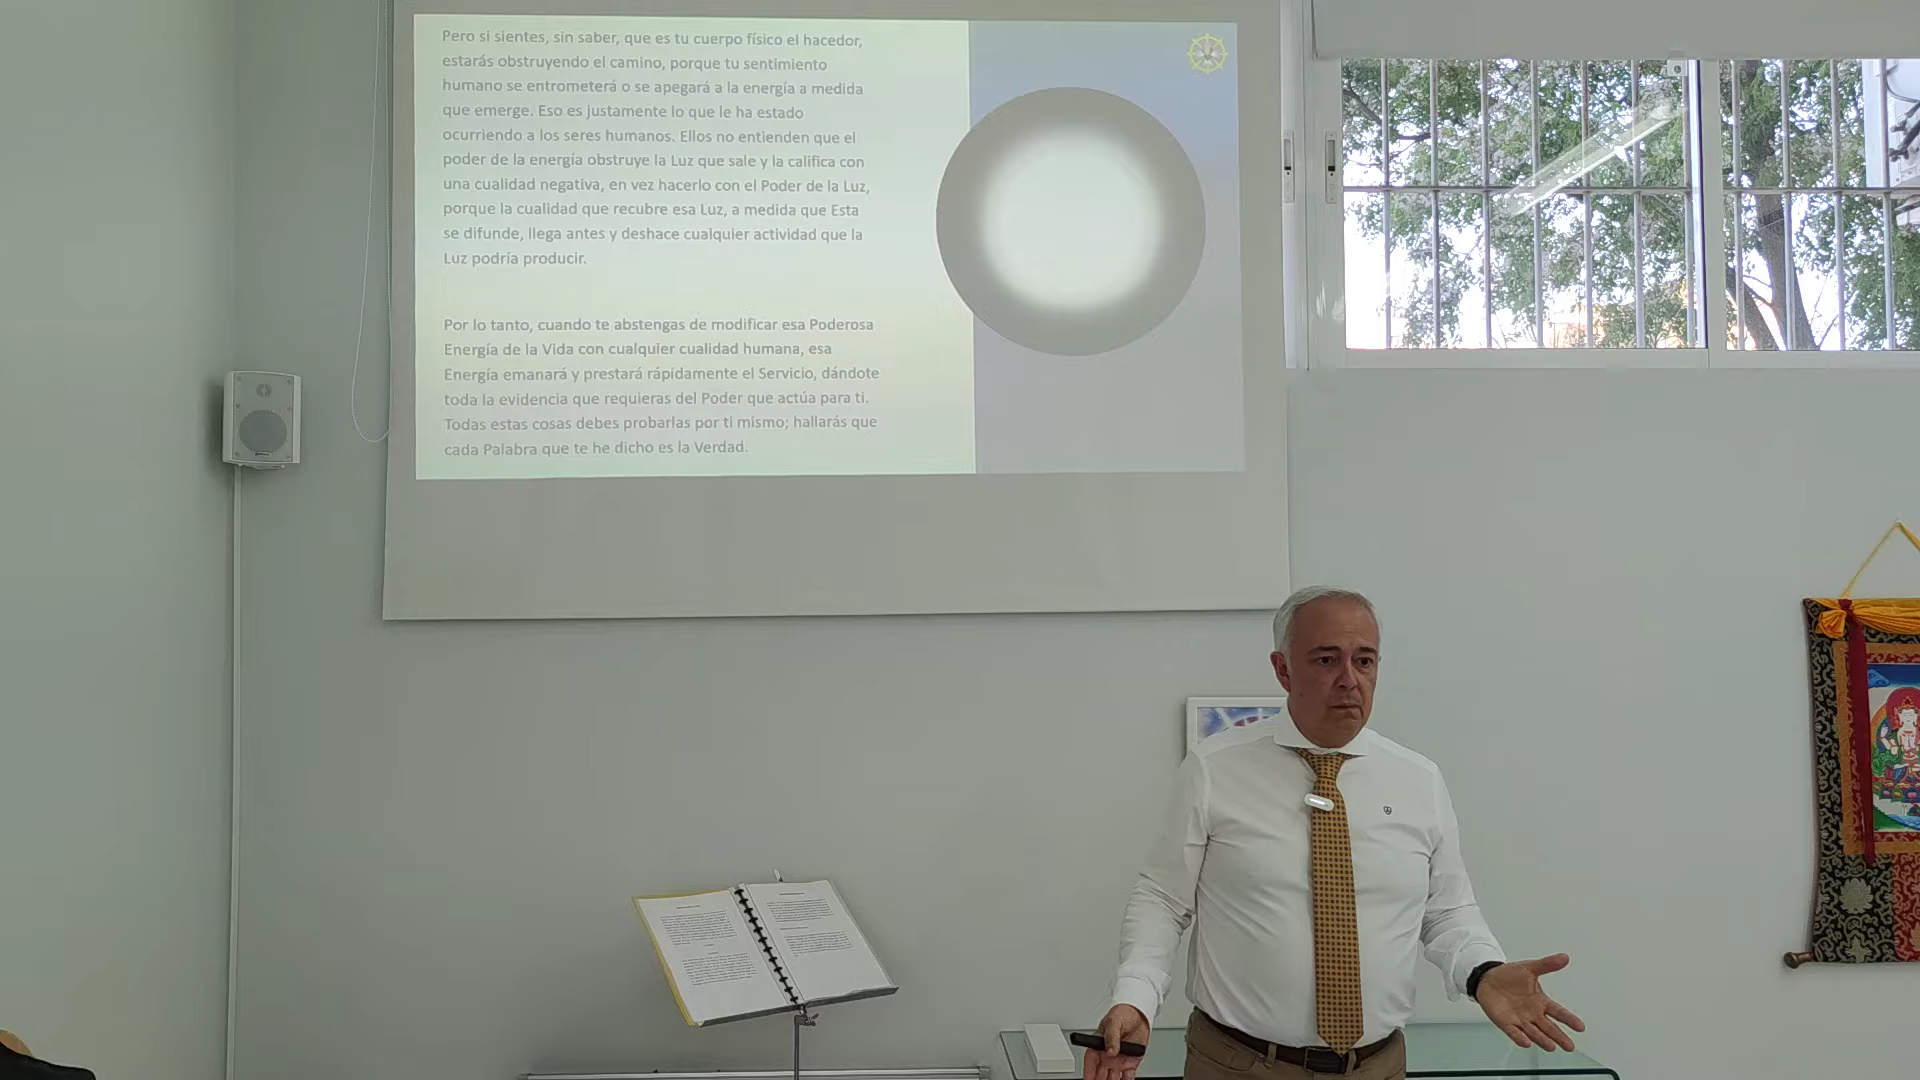 Pero si sientes, sin saber, que es tu cuerpo físico el hacedor,
estarás obstruyendo el camino, porque tu sentimiento
humano se entrometerá o se apegará a la energía a medida
que emerge. Eso es justamente lo que le ha estado
ocurriendo a los seres humanos. Ellos no entienden que el
poder de la energía obstruye la Luz que sale y la califica con
una cualidad negativa, en vez hacerlo con el Poder de la Luz,
porque la cualidad que recubre esa Luz, a medida que Esta
se difunde, llega antes y deshace cualquier actividad que la
Luz podría producir.
Por lo tanto, cuando te abstengas de modificar esa Poderosa
Energía de la Vida con cualquier cualidad humana, esa
Energía emanará y prestará rápidamente el Servicio, dándote
toda la evidencia que requieras del Poder que actúa para ti.
Todas estas cosas debes probarlas por ti mismo; hallarás que
cada Palabra que te he dicho es la Verdad.